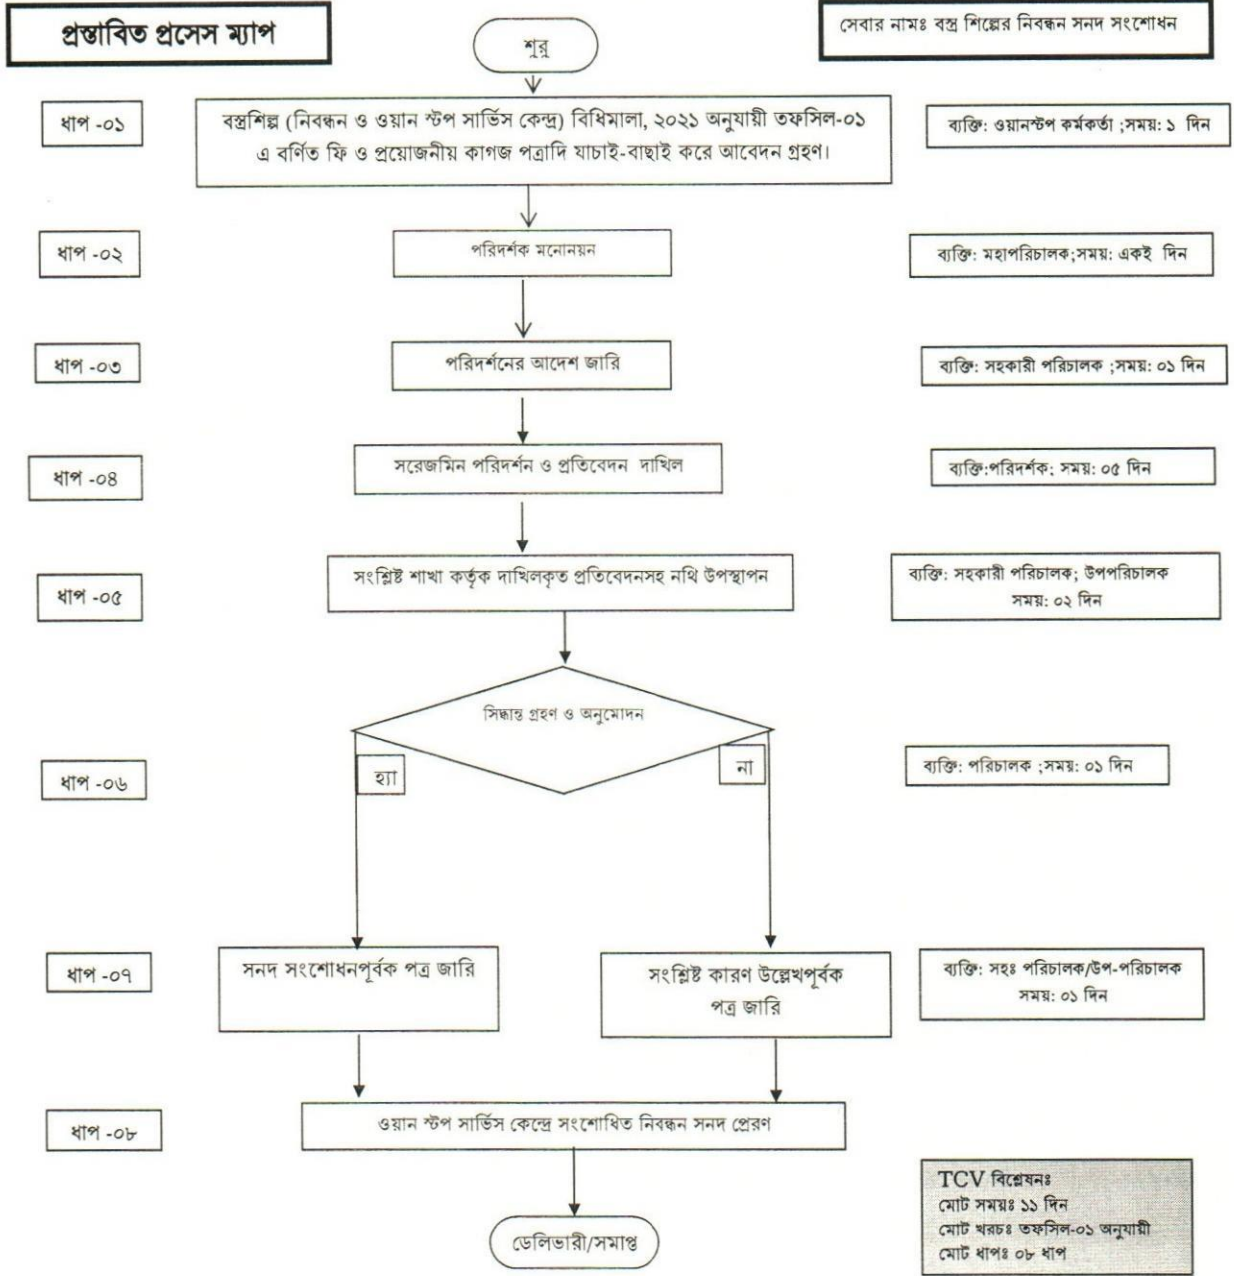 প্রস্তাবিত প্রসেস ম্যাপ
শুরু
সেবার নামঃ বস্ত্র শিল্পের নিবন্ধন সনদ সংশোধন
ধাপ -০১
বস্ত্রশিল্প (নিবন্ধন ও ওয়ান স্টপ সার্ভিস কেন্দ্র) বিধিমালা, ২০২১ অনুযায়ী তফসিল-০১
এ বর্ণিত ফি ও প্রয়োজনীয় কাগজ পত্রাদি যাচাই-বাছাই করে আবেদন গ্রহণ।
ব্যক্তি: ওয়ানস্টপ কর্মকর্তা ;সময়: ১ দিন
ধাপ -০২
পরিদর্শক মনোনয়ন
ব্যক্তি: মহাপরিচালক;সময়: একই দিন
ধাপ -০৩
পরিদর্শনের আদেশ জারি
ব্যক্তি: সহকারী পরিচালক ;সময়: ০১ দিন
ধাপ -০৪
সরেজমিন পরিদর্শন ও প্রতিবেদন দাখিল
ব্যক্তি:পরিদর্শক; সময়: ০৫ দিন
ধাপ -০৫
সংশ্লিষ্ট শাখা কর্তৃক দাখিলকৃত প্রতিবেদনসহ নথি উপস্থাপন
ব্যক্তি: সহকারী পরিচালক; উপপরিচালক
সময়: ০২ দিন
সিদ্ধান্ত গ্রহণ ও অনুমোদন
হ্যা
না
ধাপ -০৬
ব্যক্তি: পরিচালক ;সময়: ০১ দিন
ধাপ -০৭
সনদ সংশোধনপূর্বক পত্র জারি
সংশ্লিষ্ট কারণ উল্লেখপূর্বক
পত্র জারি
ব্যক্তি: সহঃ পরিচালক/উপ-পরিচালক
সময়: ০১ দিন
ধাপ -০৮
ওয়ান স্টপ সার্ভিস কেন্দ্রে সংশোধিত নিবন্ধন সনদ প্রেরণ
ডেলিভারী/সমাপ্ত
TCV বিশ্লেষনঃ
মোট সময়ঃ ১১ দিন
মোট খরচঃ তফসিল-০১ অনুযায়ী
মোট ধাপঃ ০৮ ধাপ